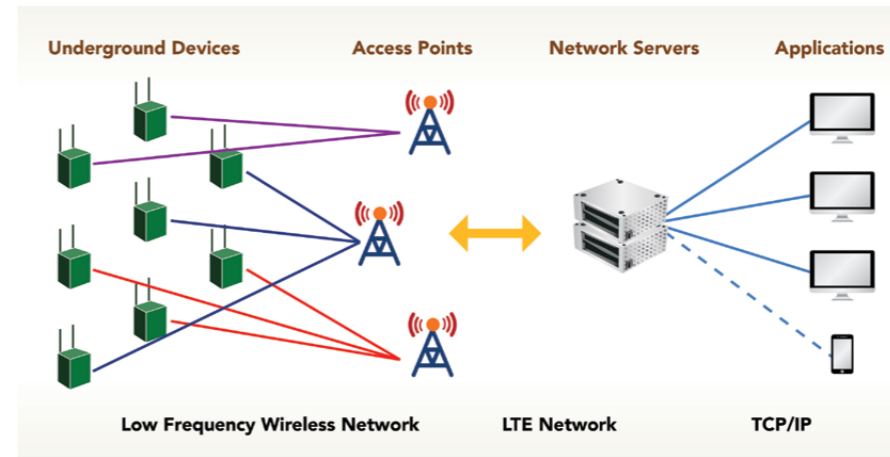 Underground Devices
Access Points
Network Servers
Applications
Low Frequency Wireless Network
LTE Network
TCP/IP